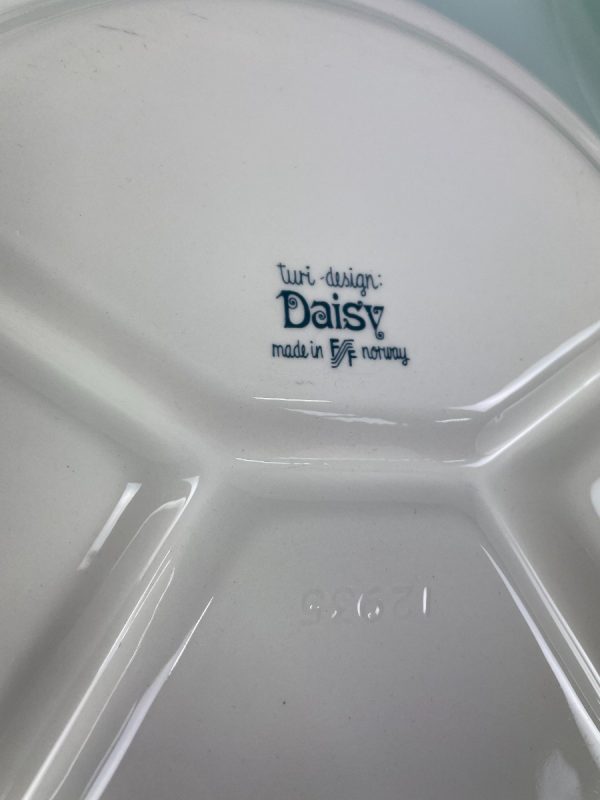 turi-design:
Daisy
made in F/F norway